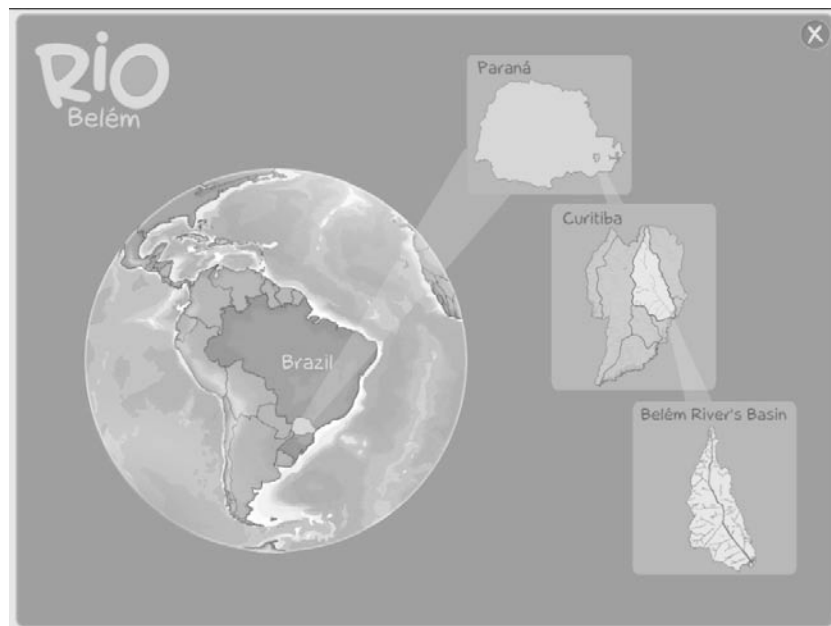 RiO
Belém
Paraná
Curitiba
Brazil
Belém River's Basin
X